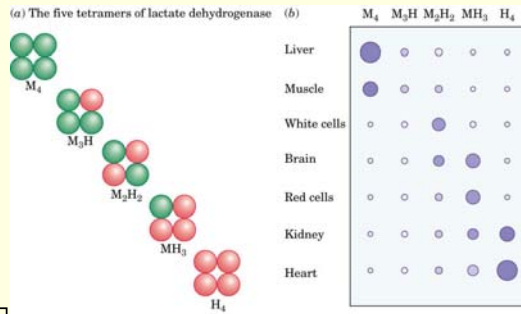 (a) The five tetramers of lactate dehydrogenase
M₄
M₃H
M₂H₂
MH₃
H₄
(b)
M₄ M₃H M₂H₂ MH₃ H₄
Liver
Muscle
White cells
Brain
Red cells
Kidney
Heart